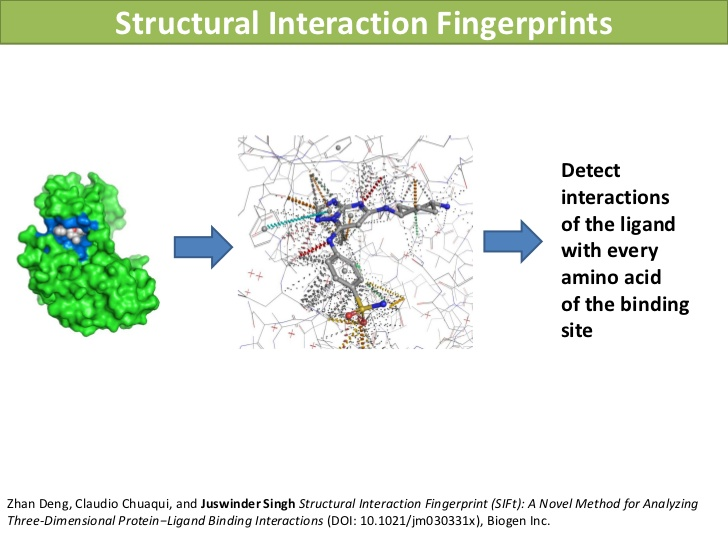 Structural Interaction Fingerprints
Detect
interactions
of the ligand
with every
amino acid
of the binding
site
Zhan Deng, Claudio Chuaqui, and Juswinder Singh Structural Interaction Fingerprint (SIFt): A Novel Method for Analyzing
Three-Dimensional Protein−Ligand Binding Interactions (DOI: 10.1021/jm030331x), Biogen Inc.